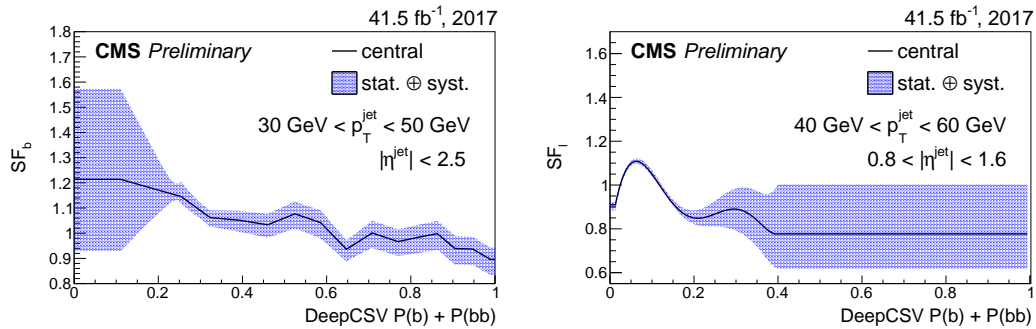 41.5 fb⁻¹, 2017
CMS Preliminary
central
stat. ⊕ syst.
30 GeV < p_T^jet < 50 GeV
|η^jet| < 2.5
SF_b
1.8
1.7
1.6
1.5
1.4
1.3
1.2
1.1
1
0.9
0.8
0 0.2 0.4 0.6 0.8 1
DeepCSV P(b) + P(bb)
41.5 fb⁻¹, 2017
CMS Preliminary
central
stat. ⊕ syst.
40 GeV < p_T^jet < 60 GeV
0.8 < |η^jet| < 1.6
SF_l
1.6
1.4
1.2
1
0.8
0.6
0 0.2 0.4 0.6 0.8 1
DeepCSV P(b) + P(bb)